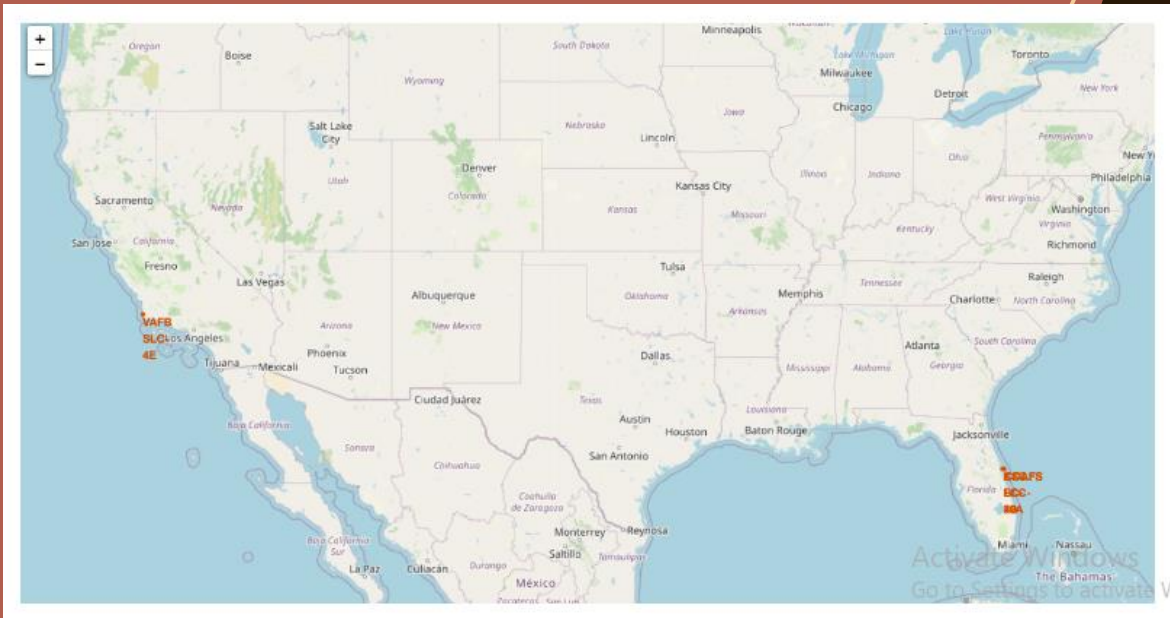 +
−
Oregon
Boise
South Dakota
Minneapolis
Toronto
Lake Michigan
Wyoming
Milwaukee
New York
Detroit
Chicago
Iowa
Salt Lake
City
Nebraska
Lincoln
Pennsylvania
New Y
Denver
Ohio
Utah
Colorado
Illinois
Indiana
Philadelphia
Kansas City
Sacramento
Nevada
Kansas
Missouri
West Virginia
Washington
Virginia
San Jose
California
Kentucky
Richmond
Fresno
Tulsa
Las Vegas
Raleigh
Albuquerque
Oklahoma
Memphis
Tennessee
Charlotte
North Carolina
VAFB
SLC-
4E
Los Angeles
Arizona
New Mexico
Arkansas
Atlanta
South Carolina
Phoenix
Tucson
Dallas
Tijuana
Mexicali
Mississippi
Alabama
Georgia
Ciudad Juárez
Texas
Louisiana
Austin
Houston
Baton Rouge
Jacksonville
Baja California
Sonora
San Antonio
Chihuahua
Florida
Coahuila
de Zaragoza
Monterrey
Reynosa
Baja California
Sur
Saltillo
Tamaulipas
Miami
Nassau
La Paz
Culiacán
Durango
México
The Bahamas
Activate Windows
Go to Settings to activate W